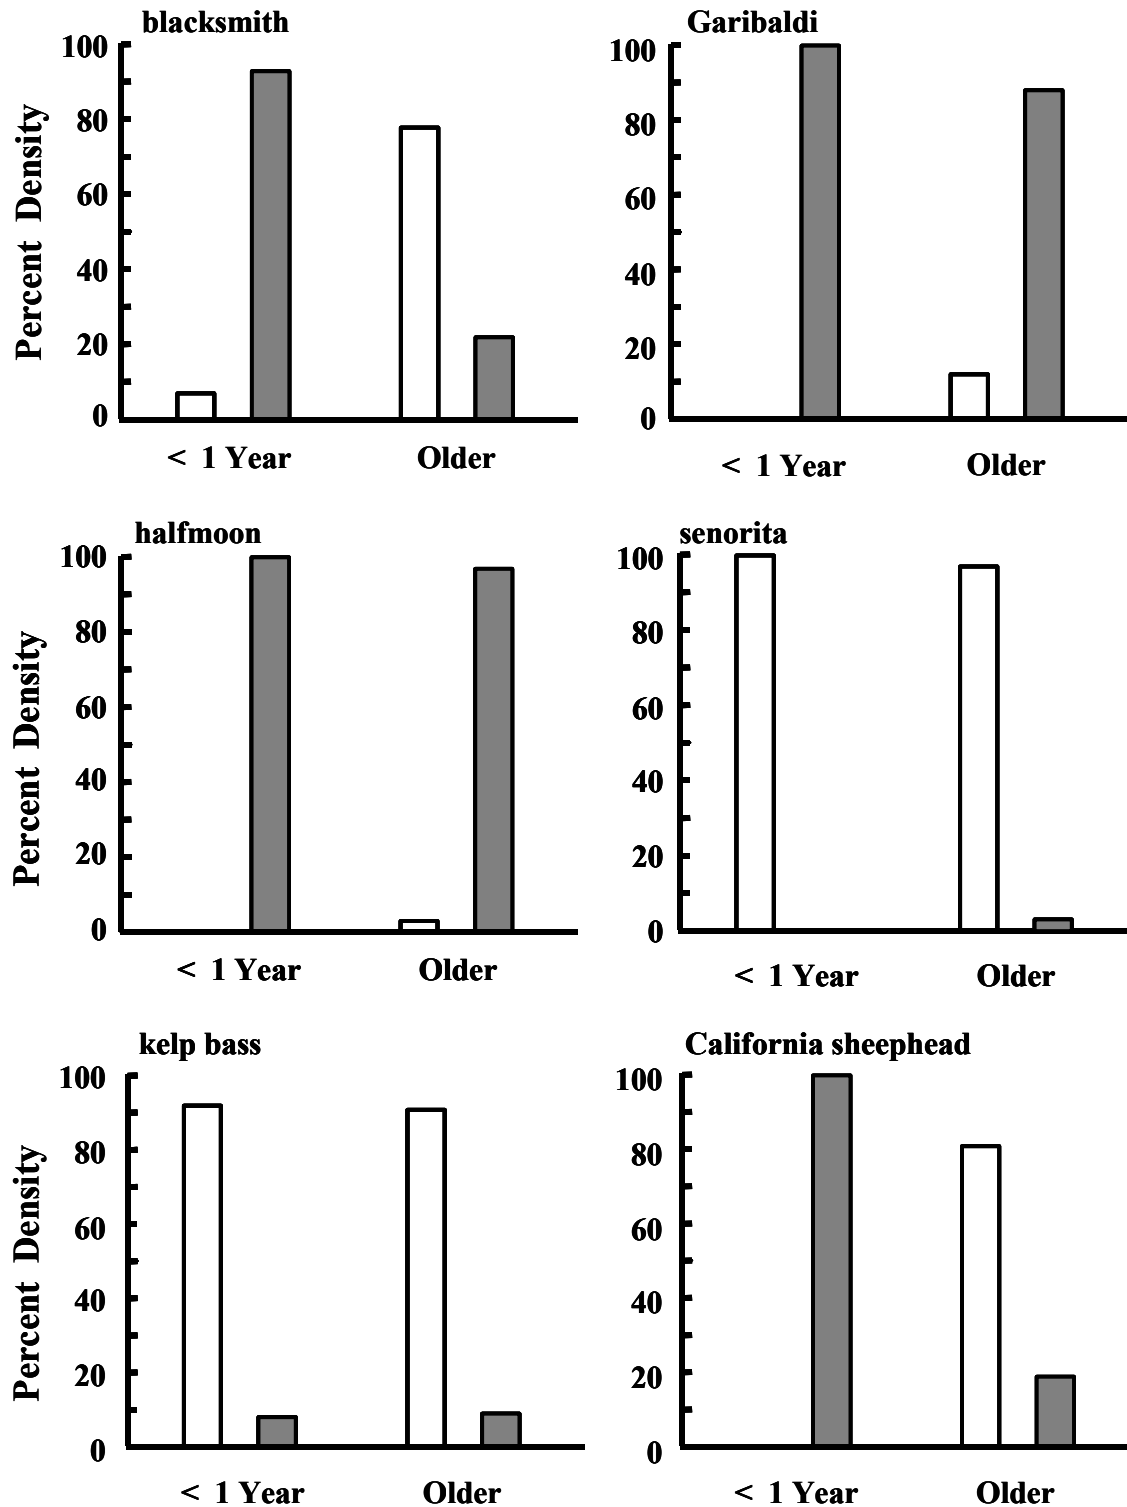 blacksmith
Percent Density
100
80
60
40
20
0
< 1 Year Older
Garibaldi
100
80
60
40
20
0
< 1 Year Older
halfmoon
Percent Density
100
80
60
40
20
0
< 1 Year Older
senorita
100
80
60
40
20
0
< 1 Year Older
kelp bass
Percent Density
100
80
60
40
20
0
< 1 Year Older
California sheephead
100
80
60
40
20
0
< 1 Year Older